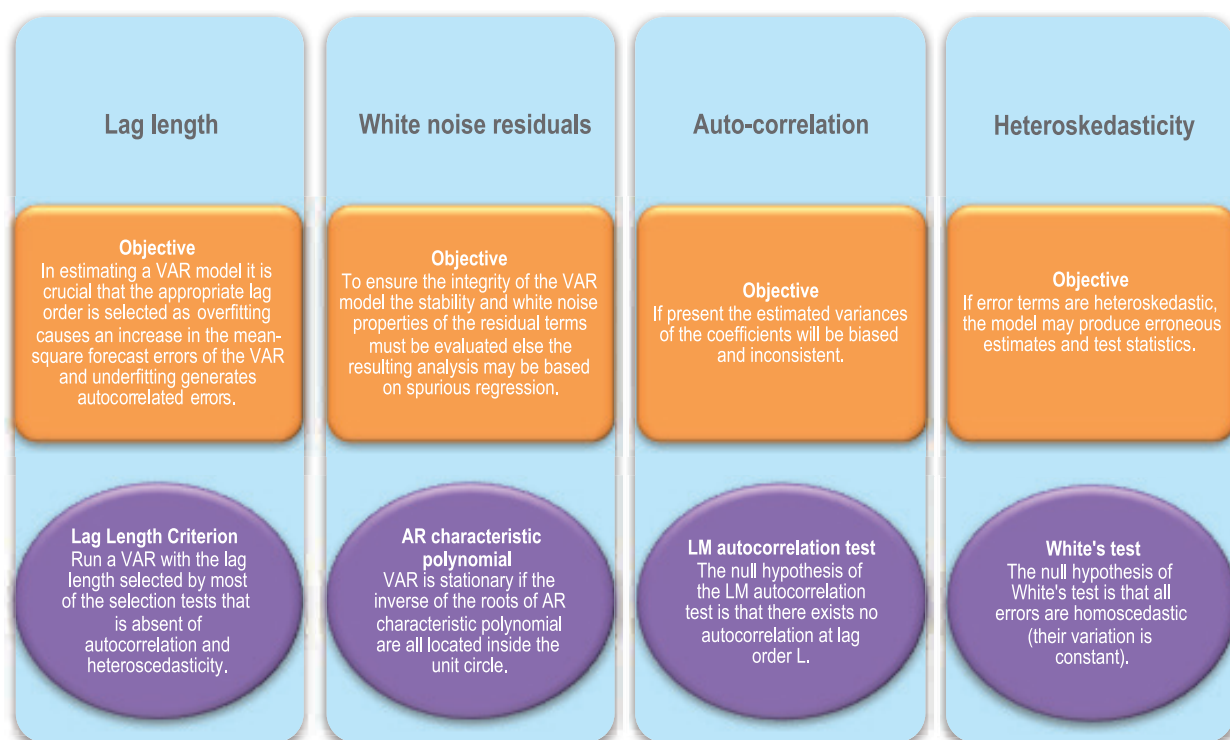 Lag length
White noise residuals
Auto-correlation
Heteroskedasticity
Objective
In estimating a VAR model it is
crucial that the appropriate lag
order is selected as overfitting
causes an increase in the mean-
square forecast errors of the VAR
and underfitting generates
autocorrelated errors.
Objective
To ensure the integrity of the VAR
model the stability and white noise
properties of the residual terms
must be evaluated else the
resulting analysis may be based
on spurious regression.
Objective
If present the estimated variances
of the coefficients will be biased
and inconsistent.
Objective
If error terms are heteroskedastic,
the model may produce erroneous
estimates and test statistics.
Lag Length Criterion
Run a VAR with the lag
length selected by most
of the selection tests that
is absent of
autocorrelation and
heteroscedasticity.
AR characteristic
polynomial
VAR is stationary if the
inverse of the roots of AR
characteristic polynomial
are all located inside the
unit circle.
LM autocorrelation test
The null hypothesis of
the LM autocorrelation
test is that there exists no
autocorrelation at lag
order L.
White's test
The null hypothesis of
White's test is that all
errors are homoscedastic
(their variation is
constant).